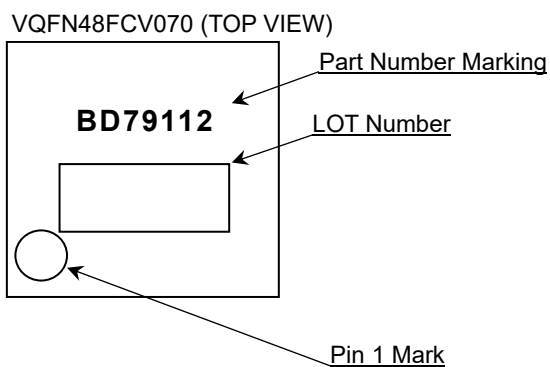 VQFN48FCV070 (TOP VIEW)
Part Number Marking
BD79112
LOT Number
Pin 1 Mark